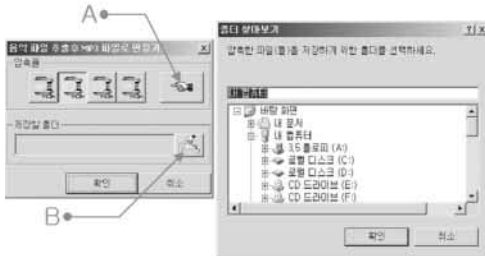 A
음악 파일 추출후 MP3 파일로 만들기
압축률
저장할 폴더
확인 취소
B
폴더 찾아보기
압축한 파일(들)을 저장하기 위한 폴더를 선택하세요.
바탕 화면
내 문서
내 컴퓨터
3.5 플로피 (A:)
로컬 디스크 (C:)
로컬 디스크 (D:)
CD 드라이브 (E:)
CD 드라이브 (F:)
확인 취소